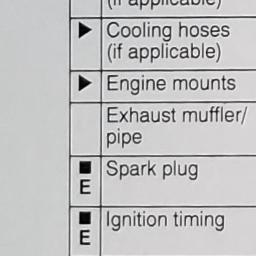 (if applicable)
▶ Cooling hoses
(if applicable)
▶ Engine mounts
Exhaust muffler/
pipe
■ Spark plug
E
■ Ignition timing
E